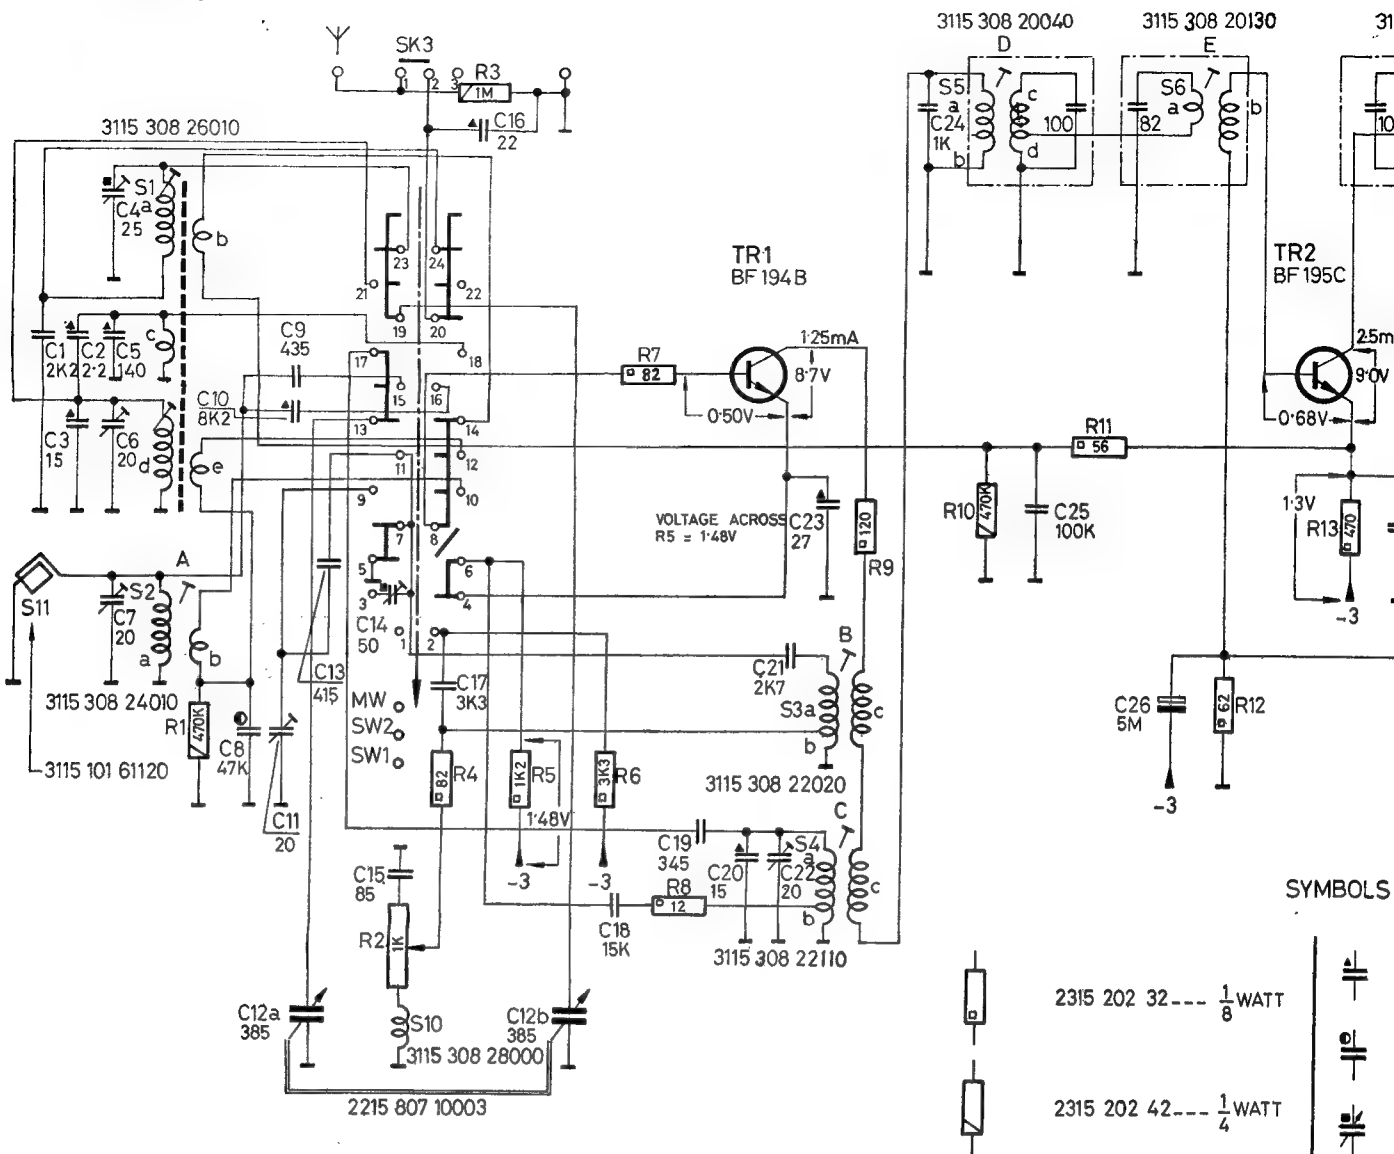 3115 308 20040
3115 308 20130
31
D
E
SK3
R3
1M
1
2
3
C16
22
S5
a
C24
1K
b
c
d
100
82
S6
a
b
10
3115 308 26010
S1
a
C4
25
b
23
24
21
22
19
20
TR1
BF 194B
TR2
BF 195C
C1
2K2
C2
2·2
C5
140
c
C9
435
17
18
15
16
C10
8K2
13
14
R7
82
1·25mA
8·7V
0·50V
2·5m
9·0V
0·68V
C3
15
C6
20
d
e
11
12
9
10
R11
56
R10
470K
C25
100K
1·3V
R13
470
-3
VOLTAGE ACROSS
R5 = 1·48V
C23
27
120
R9
7
8
5
6
3
4
1
2
C14
50
A
S11
S2
C7
20
a
b
C13
415
3115 308 24010
R1
470K
C8
47K
3115 101 61120
C11
20
MW
SW2
SW1
C17
3K3
R4
82
R5
1K2
R6
3K3
1·48V
-3
-3
B
C21
2K7
S3a
b
c
3115 308 22020
C
C19
345
C20
15
C22
20
S4
a
b
c
R8
12
C18
15K
3115 308 22110
C26
5M
R12
62
-3
C15
85
R2
1K
C12a
385
S10
3115 308 28000
C12b
385
2215 807 10003
SYMBOLS
2315 202 32--- 1/8 WATT
2315 202 42--- 1/4 WATT